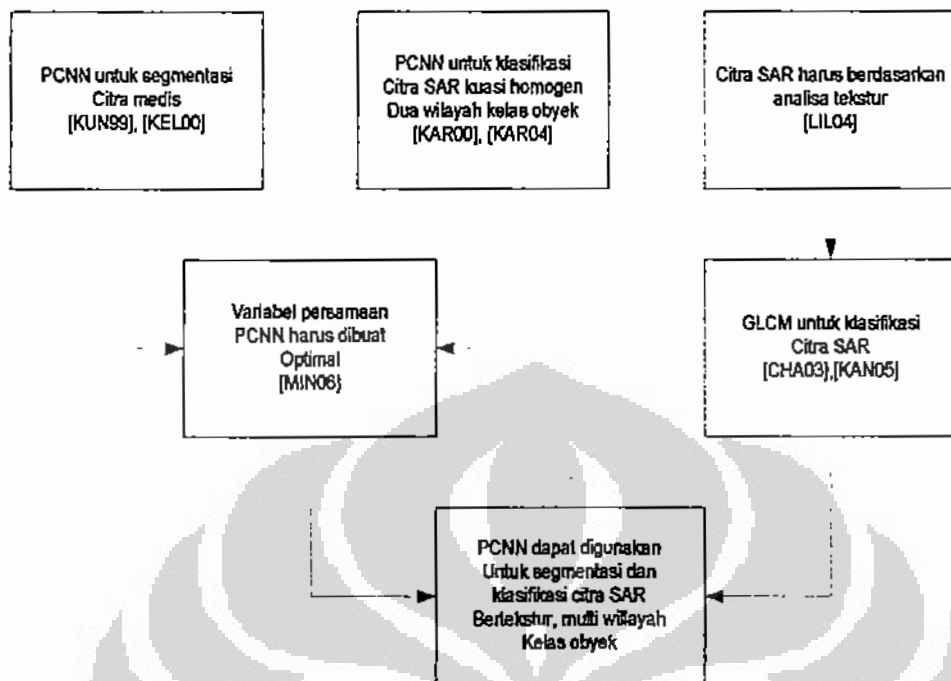 PCNN untuk segmentasi
Citra medis
[KUN99], [KEL00]
PCNN untuk klasifikasi
Citra SAR kuasi homogen
Dua wilayah kelas obyek
[KAR00], [KAR04]
Citra SAR harus berdasarkan
analisa tekstur
[LIL04]
Variabel persamaan
PCNN harus dibuat
Optimal
[MIN06]
GLCM untuk klasifikasi
Citra SAR
[CHA03],[KAN05]
PCNN dapat digunakan
Untuk segmentasi dan
klasifikasi citra SAR
Bertekstur, multi wilayah
Kelas obyek